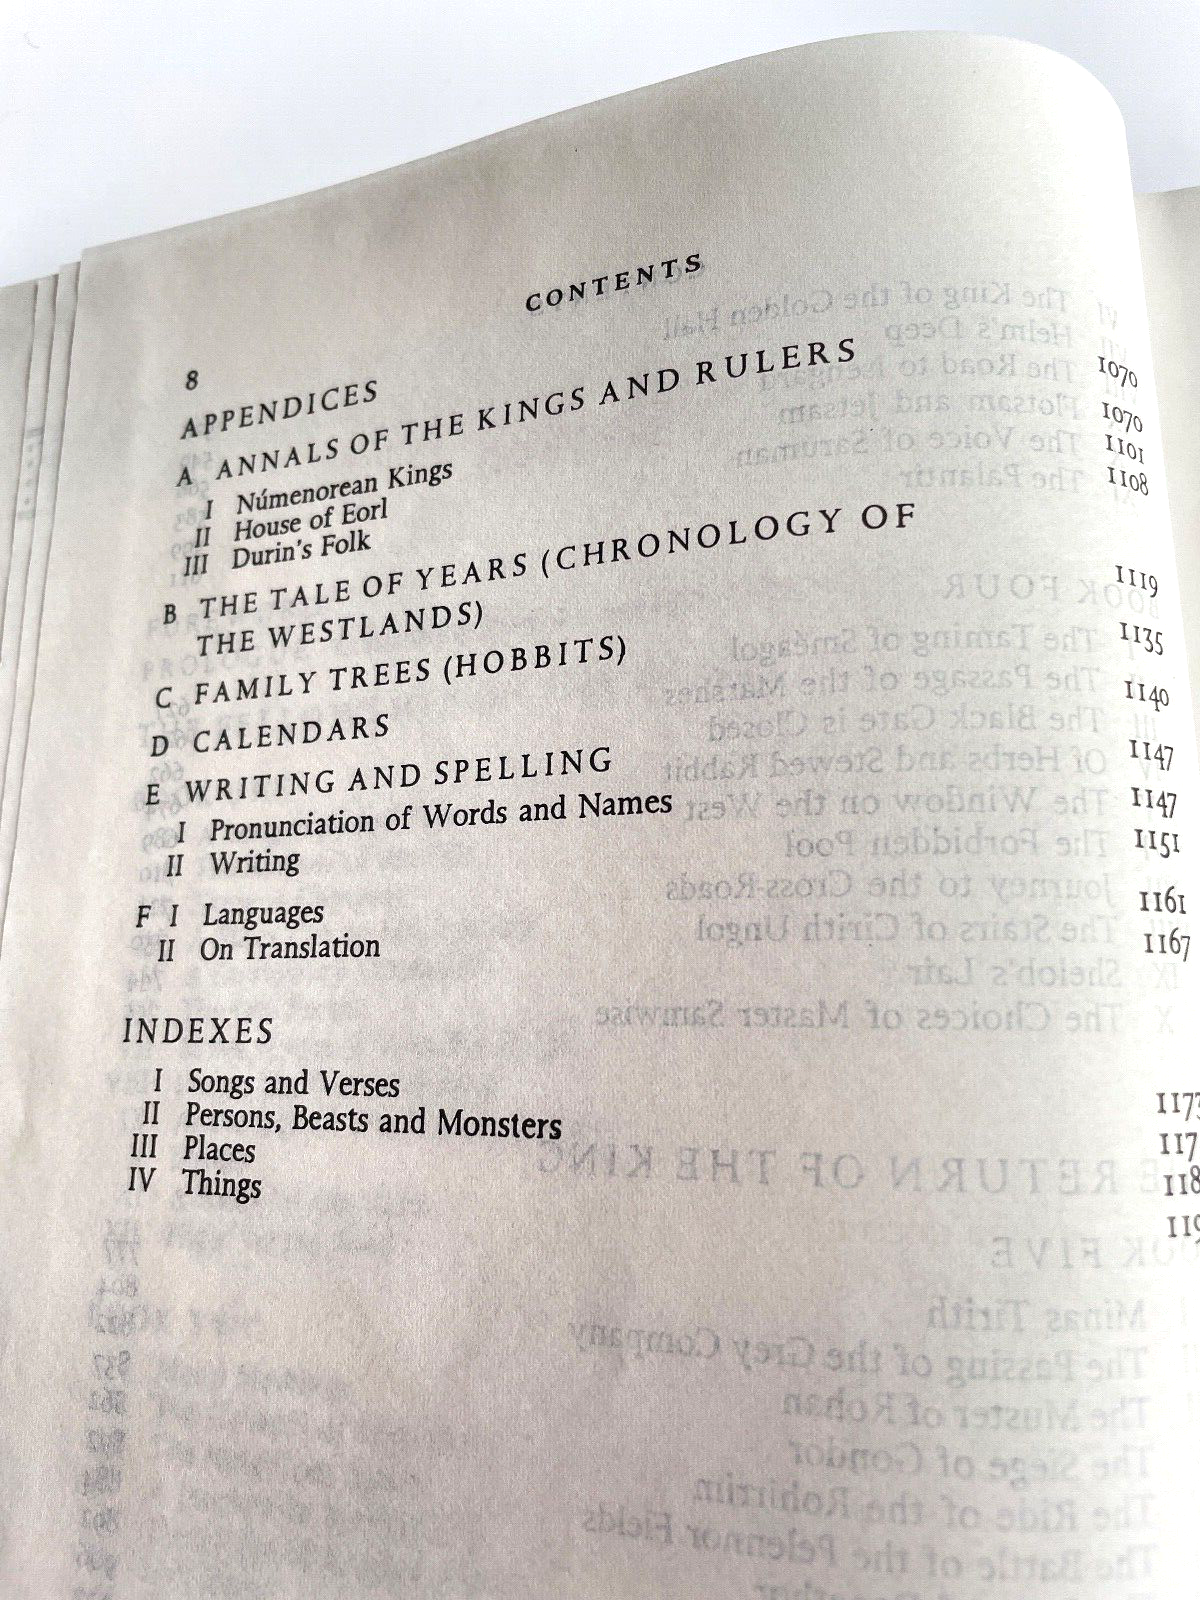 8
CONTENTS
APPENDICES
A ANNALS OF THE KINGS AND RULERS 1070
I Númenorean Kings 1070
II House of Eorl 1101
III Durin's Folk 1108
B THE TALE OF YEARS (CHRONOLOGY OF
THE WESTLANDS) 1119
C FAMILY TREES (HOBBITS) 1135
D CALENDARS 1140
E WRITING AND SPELLING 1147
I Pronunciation of Words and Names 1147
II Writing 1151
F I Languages 1161
II On Translation 1167
INDEXES
I Songs and Verses 1173
II Persons, Beasts and Monsters
III Places
IV Things